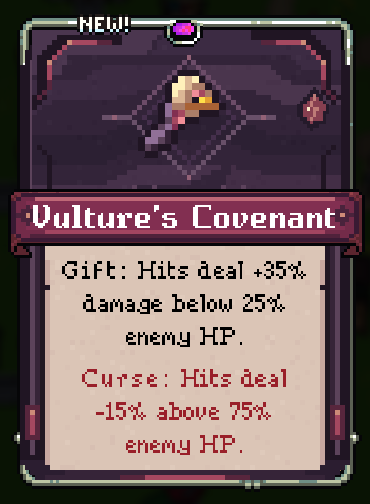 NEW!
Vulture's Covenant
Gift: Hits deal +35%
damage below 25%
enemy HP.
Curse: Hits deal
-15% above 75%
enemy HP.